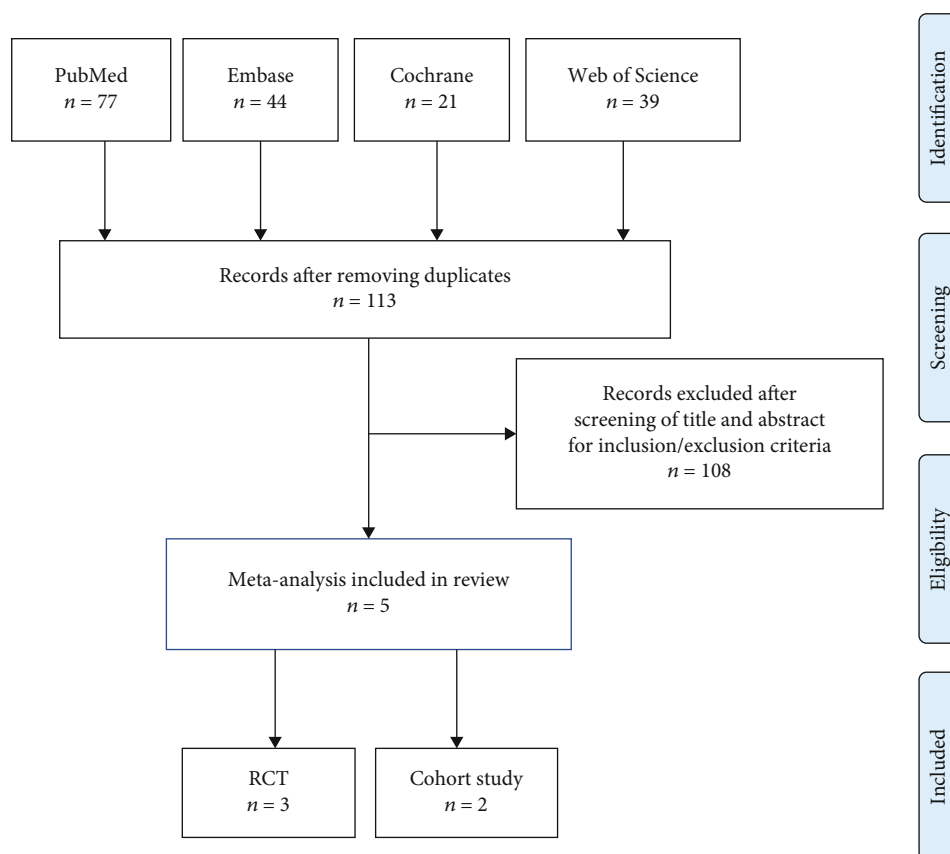 PubMed
n = 77
Embase
n = 44
Cochrane
n = 21
Web of Science
n = 39
Identification
Records after removing duplicates
n = 113
Screening
Records excluded after
screening of title and abstract
for inclusion/exclusion criteria
n = 108
Eligibility
Meta-analysis included in review
n = 5
RCT
n = 3
Cohort study
n = 2
Included